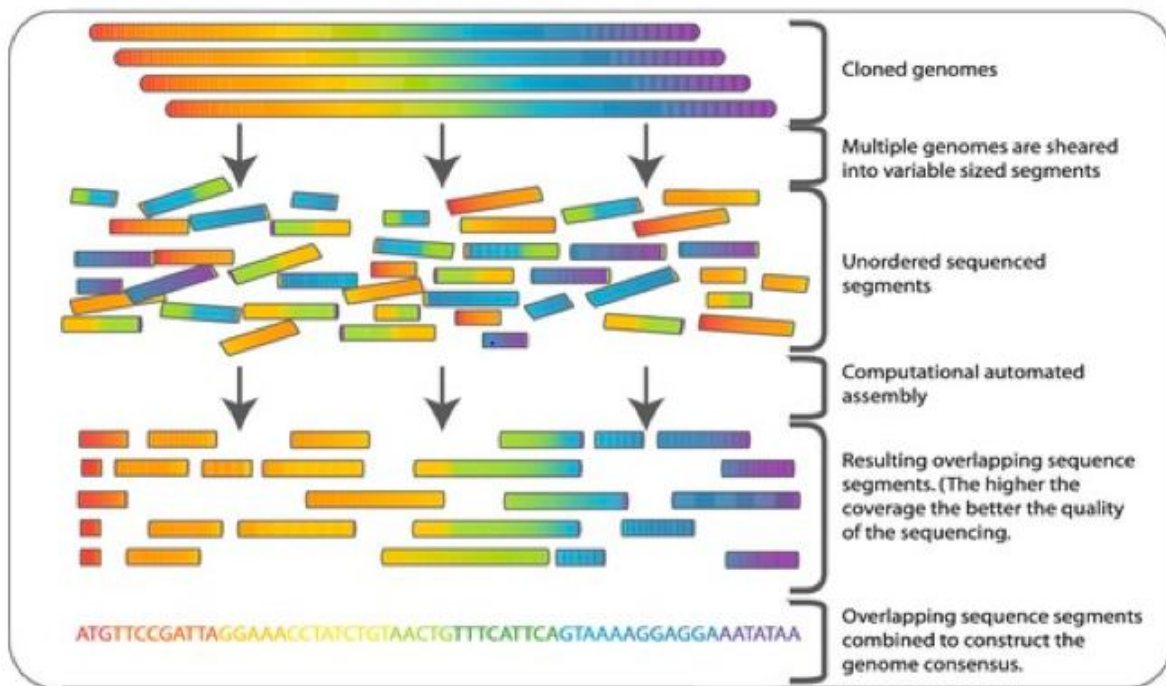 Cloned genomes
Multiple genomes are sheared
into variable sized segments
Unordered sequenced
segments
Computational automated
assembly
Resulting overlapping sequence
segments. (The higher the
coverage the better the quality
of the sequencing.
ATGTTCCGATTAGGAAACCTATCTGTAACTGTTTCATTCAGTAAAAGGAGGAAATATAA
Overlapping sequence segments
combined to construct the
genome consensus.